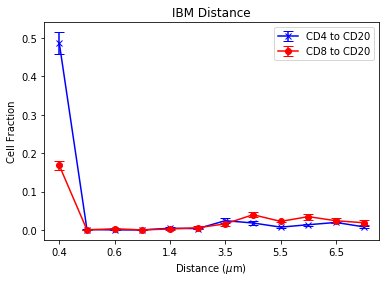 IBM Distance
CD4 to CD20
CD8 to CD20
Cell Fraction
0.5
0.4
0.3
0.2
0.1
0.0
0.4 0.6 1.4 3.5 5.5 6.5
Distance (μm)